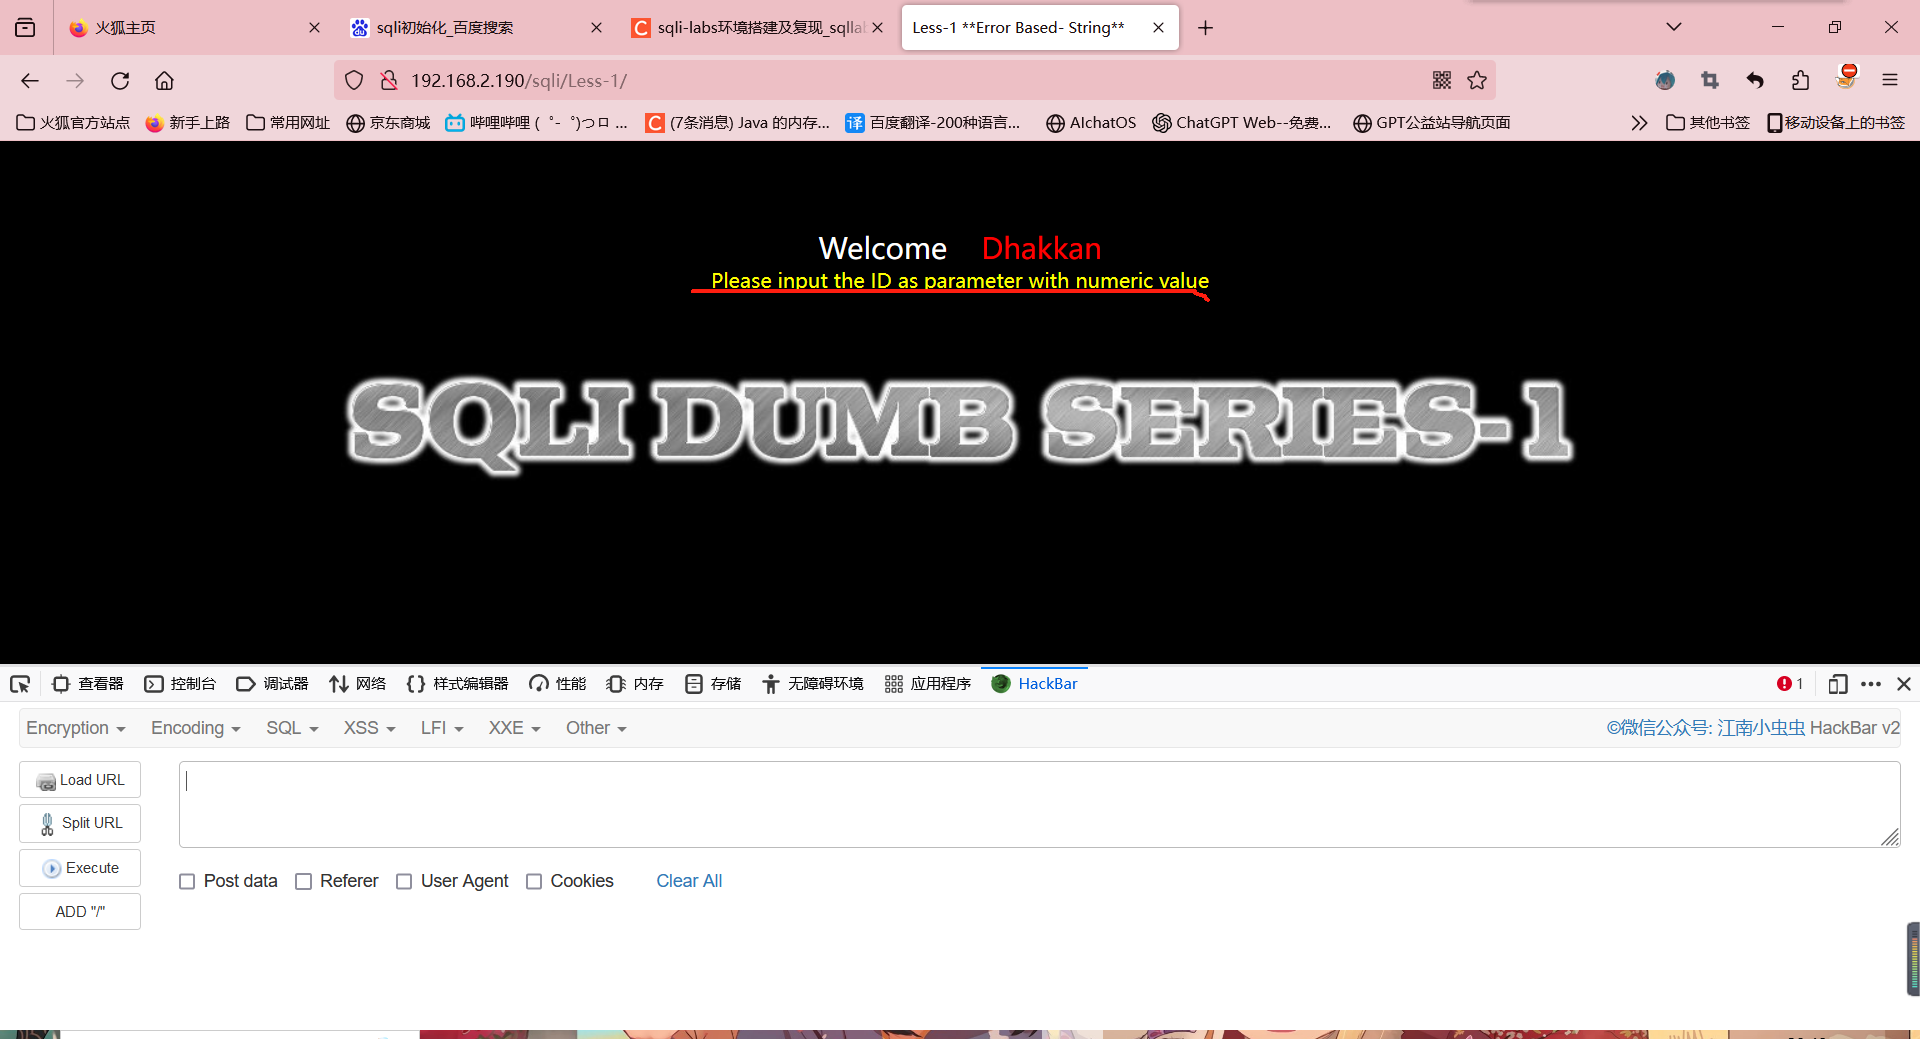 火狐主页
sqli初始化_百度搜索
sqli-labs环境搭建及复现_sqllab
Less-1 **Error Based- String**
192.168.2.190/sqli/Less-1/
火狐官方站点 新手上路 常用网址 京东商城 哔哩哔哩 ( ゜- ゜)つロ ... (7条消息) Java 的内存... 百度翻译-200种语言... AIchatOS ChatGPT Web--免费... GPT公益站导航页面 其他书签 移动设备上的书签
Welcome Dhakkan
Please input the ID as parameter with numeric value
SQLI DUMB SERIES-1
查看器 控制台 调试器 网络 样式编辑器 性能 内存 存储 无障碍环境 应用程序 HackBar 1
Encryption Encoding SQL XSS LFI XXE Other ©微信公众号: 江南小虫虫 HackBar v2
Load URL
Split URL
Execute
ADD "/"
Post data Referer User Agent Cookies Clear All